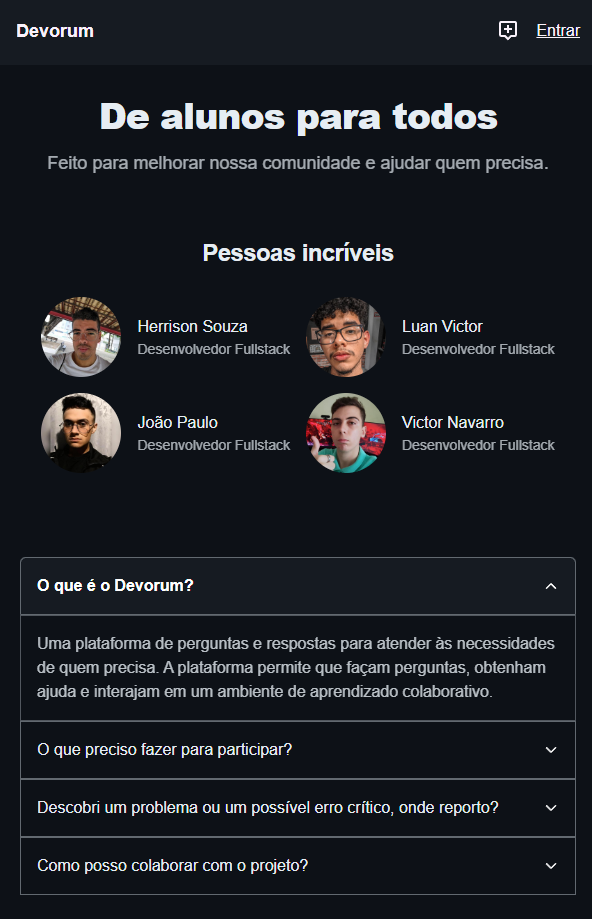 Devorum
Entrar
De alunos para todos
Feito para melhorar nossa comunidade e ajudar quem precisa.
Pessoas incríveis
Herrison Souza
Desenvolvedor Fullstack
Luan Victor
Desenvolvedor Fullstack
João Paulo
Desenvolvedor Fullstack
Victor Navarro
Desenvolvedor Fullstack
O que é o Devorum?
Uma plataforma de perguntas e respostas para atender às necessidades
de quem precisa. A plataforma permite que façam perguntas, obtenham
ajuda e interajam em um ambiente de aprendizado colaborativo.
O que preciso fazer para participar?
Descobri um problema ou um possível erro crítico, onde reporto?
Como posso colaborar com o projeto?